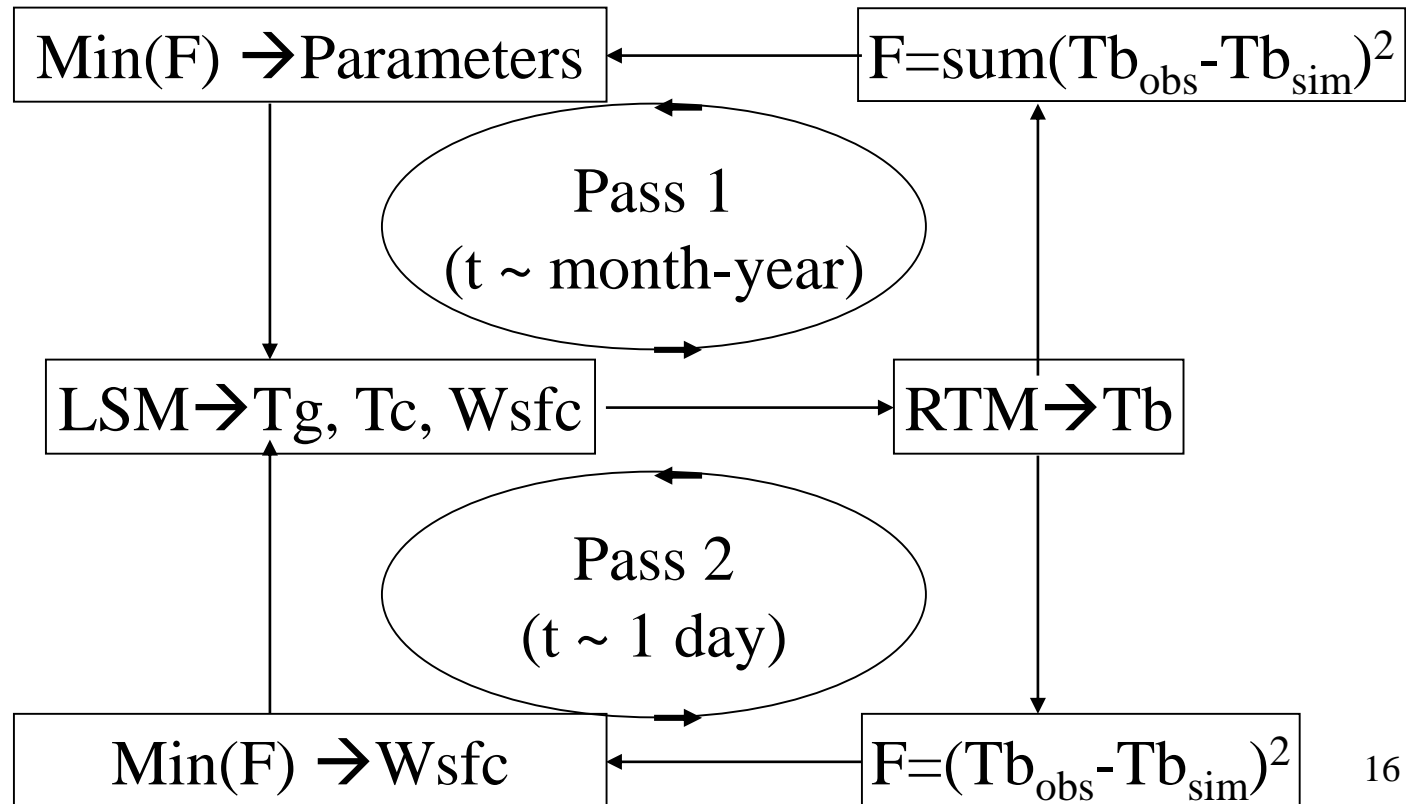 Min(F) →Parameters
F=sum(Tb_obs-Tb_sim)²
Pass 1
(t ~ month-year)
LSM→Tg, Tc, Wsfc
RTM→Tb
Pass 2
(t ~ 1 day)
Min(F) →Wsfc
F=(Tb_obs-Tb_sim)²
16